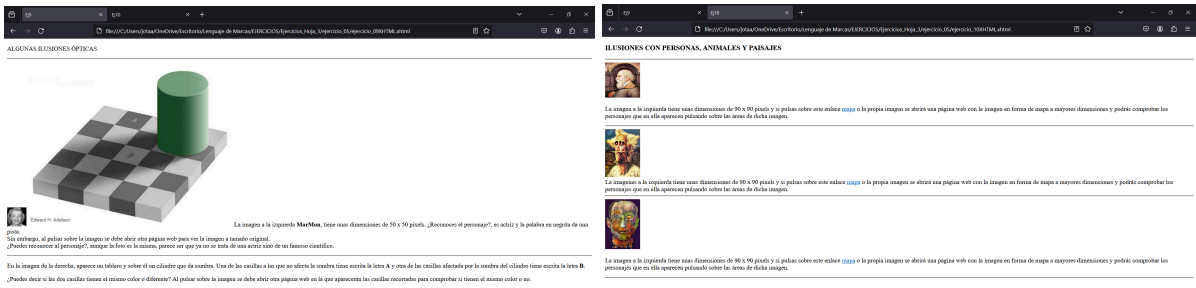 ej9
ej10
file:///C:/Users/jotaa/OneDrive/Escritorio/Lenguaje de Marcas/EJERCICIOS/Ejercicios_Hoja_3/ejercicio_05/ejercicio_09XHTML.xhtml
ALGUNAS ILUSIONES ÓPTICAS
A
B
Edward H. Adelson
La imagen a la izquierda MarMon, tiene unas dimensiones de 50 x 50 pixels. ¿Reconoces el personaje?, es actriz y la palabra en negrita da una
pista.
Sin embargo, al pulsar sobre la imagen se debe abrir otra página web para ver la imagen a tamaño original.
¿Puedes reconocer al personaje?, aunque la foto es la misma, parece ser que ya no se trata de una actriz sino de un famoso científico.
En la imagen de la derecha, aparece un tablero y sobre él un cilindro que da sombra. Una de las casillas a las que no afecta la sombra tiene escrita la letra A y otra de las casillas afectada por la sombra del cilindro tiene escrita la letra B.
¿Puedes decir si las dos casillas tienen el mismo color o diferente? Al pulsar sobre la imagen se debe abrir otra página web en la que aparecerán las casillas recortadas para comprobar si tienen el mismo color o no.
ej9
ej10
file:///C:/Users/jotaa/OneDrive/Escritorio/Lenguaje de Marcas/EJERCICIOS/Ejercicios_Hoja_3/ejercicio_05/ejercicio_10XHTML.xhtml
ILUSIONES CON PERSONAS, ANIMALES Y PAISAJES
La imagen a la izquierda tiene unas dimensiones de 90 x 90 pixels y si pulsas sobre este enlace mapa o la propia imagen se abrirá una página web con la imagen en forma de mapa a mayores dimensiones y podrás comprobar los
personajes que en ella aparecen pulsando sobre las áreas de dicha imagen.
La imagenes a la izquierda tiene unas dimensiones de 90 x 90 pixels y si pulsas sobre este enlace mapa o la propia imagen se abrirá una página web con la imagen en forma de mapa a mayores dimensiones y podrás comprobar los
personajes que en ella aparecen pulsando sobre las áreas de dicha imagen.
La imagen a la izquierda tiene unas dimensiones de 90 x 90 pixels y si pulsas sobre este enlace mapa o la propia imagen se abrirá una página web con la imagen en forma de mapa a mayores dimensiones y podrás comprobar los
personajes que en ella aparecen pulsando sobre las áreas de dicha imagen.